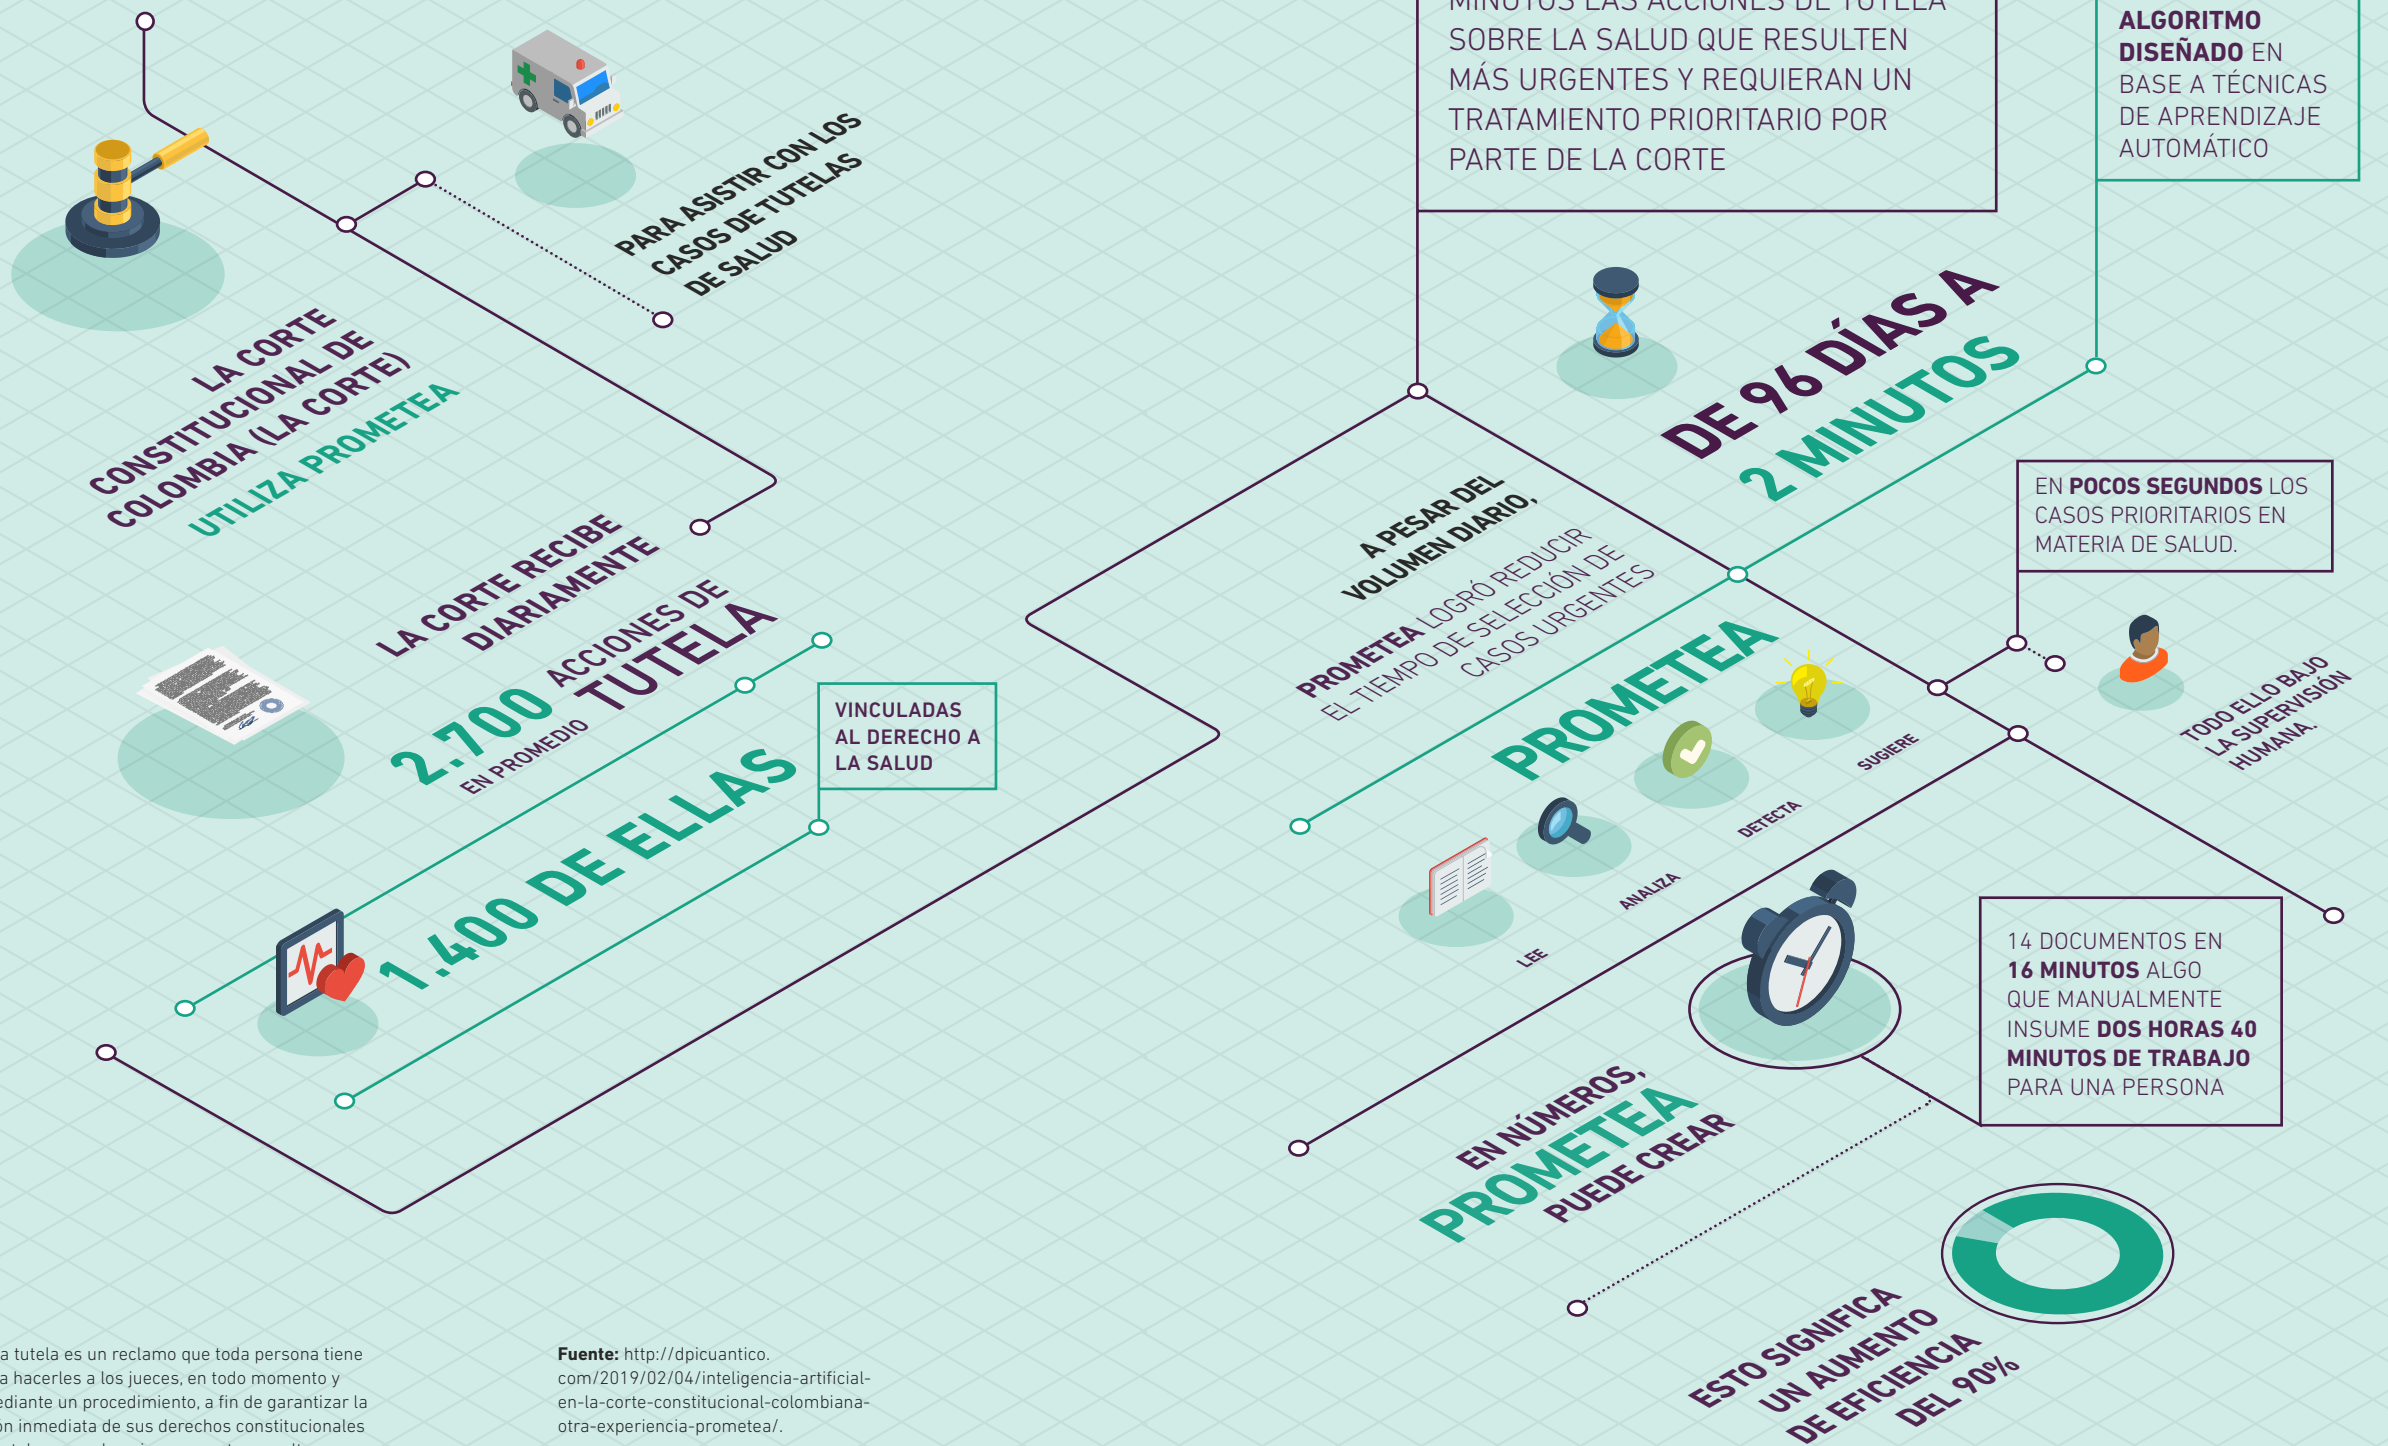 PARA ASISTIR CON LOS
CASOS DE TUTELAS
DE SALUD
LA CORTE
CONSTITUCIONAL DE
COLOMBIA (LA CORTE)
UTILIZA PROMETEA
LA CORTE RECIBE
DIARIAMENTE
2.700 ACCIONES DE
EN PROMEDIO TUTELA
1.400 DE ELLAS
VINCULADAS
AL DERECHO A
LA SALUD
MINUTOS LAS ACCIONES DE TUTELA
SOBRE LA SALUD QUE RESULTEN
MÁS URGENTES Y REQUIERAN UN
TRATAMIENTO PRIORITARIO POR
PARTE DE LA CORTE
ALGORITMO
DISEÑADO EN
BASE A TÉCNICAS
DE APRENDIZAJE
AUTOMÁTICO
DE 96 DÍAS A
2 MINUTOS
A PESAR DEL
VOLUMEN DIARIO,
PROMETEA LOGRÓ REDUCIR
EL TIEMPO DE SELECCIÓN DE
CASOS URGENTES
PROMETEA
LEE
ANALIZA
DETECTA
SUGIERE
EN POCOS SEGUNDOS LOS
CASOS PRIORITARIOS EN
MATERIA DE SALUD.
TODO ELLO BAJO
LA SUPERVISIÓN
HUMANA.
EN NÚMEROS,
PROMETEA
PUEDE CREAR
14 DOCUMENTOS EN
16 MINUTOS ALGO
QUE MANUALMENTE
INSUME DOS HORAS 40
MINUTOS DE TRABAJO
PARA UNA PERSONA
ESTO SIGNIFICA
UN AUMENTO
DE EFICIENCIA
DEL 90%
a tutela es un reclamo que toda persona tiene
a hacerles a los jueces, en todo momento y
ediante un procedimiento, a fin de garantizar la
ón inmediata de sus derechos constitucionales
Fuente: http://dpicuantico.
com/2019/02/04/inteligencia-artificial-
en-la-corte-constitucional-colombiana-
otra-experiencia-prometea/.